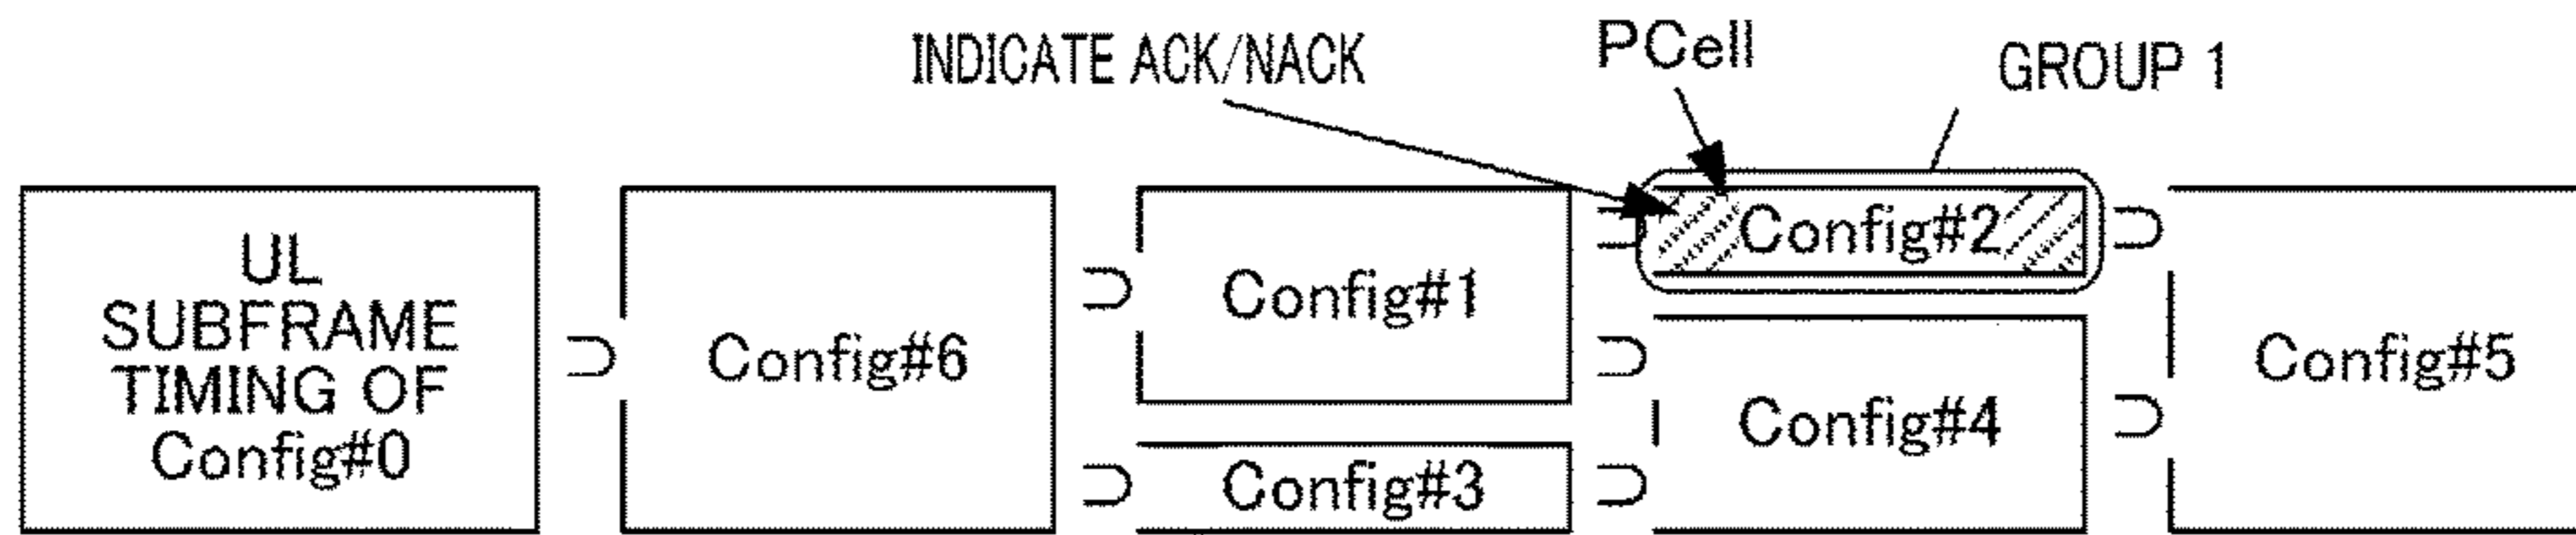 INDICATE ACK/NACK
PCell
GROUP 1
UL
SUBFRAME
TIMING OF
Config#0
⊃
Config#6
⊃
Config#1
⊃
Config#2
⊃
⊃
Config#3
⊃
⊃
Config#4
⊃
Config#5